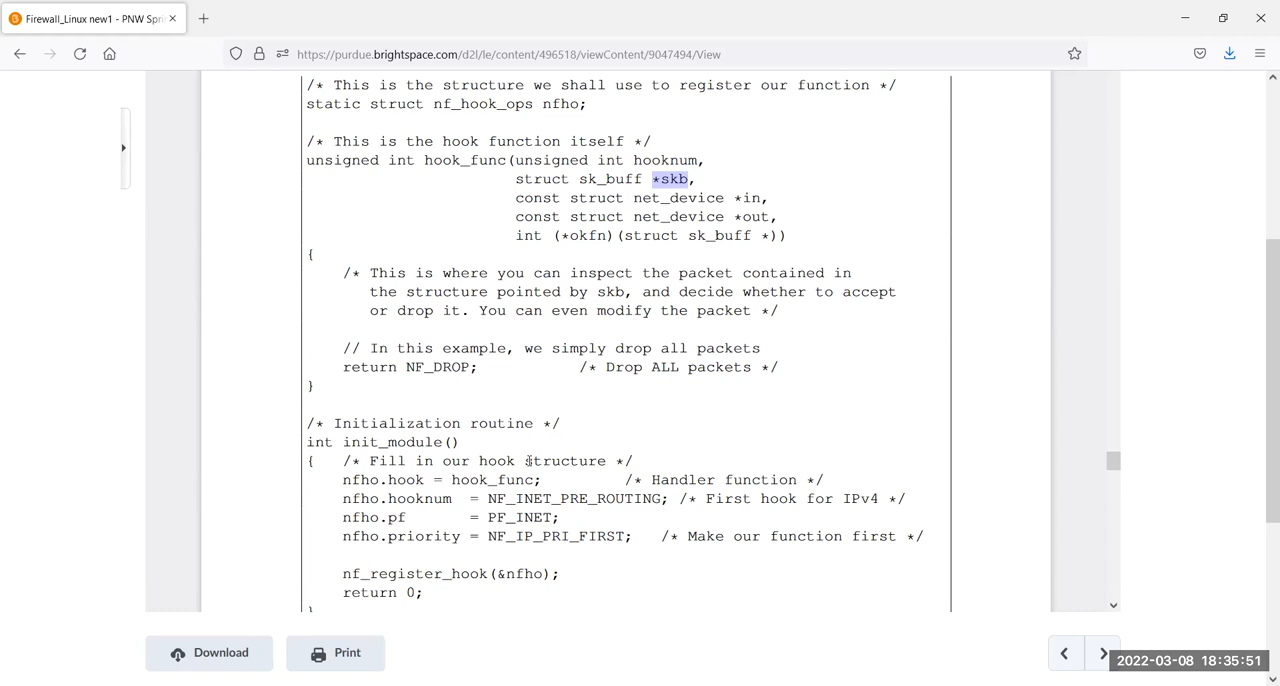 Firewall_Linux new1 - PNW Spri
https://purdue.brightspace.com/d2l/le/content/496518/viewContent/9047494/View
/* This is the structure we shall use to register our function */
static struct nf_hook_ops nfho;
/* This is the hook function itself */
unsigned int hook_func(unsigned int hooknum,
struct sk_buff *skb,
const struct net_device *in,
const struct net_device *out,
int (*okfn)(struct sk_buff *))
{
/* This is where you can inspect the packet contained in
the structure pointed by skb, and decide whether to accept
or drop it. You can even modify the packet */
// In this example, we simply drop all packets
return NF_DROP; /* Drop ALL packets */
}
/* Initialization routine */
int init_module()
{ /* Fill in our hook structure */
nfho.hook = hook_func; /* Handler function */
nfho.hooknum = NF_INET_PRE_ROUTING; /* First hook for IPv4 */
nfho.pf = PF_INET;
nfho.priority = NF_IP_PRI_FIRST; /* Make our function first */
nf_register_hook(&nfho);
return 0;
}
Download Print
2022-03-08 18:35:51